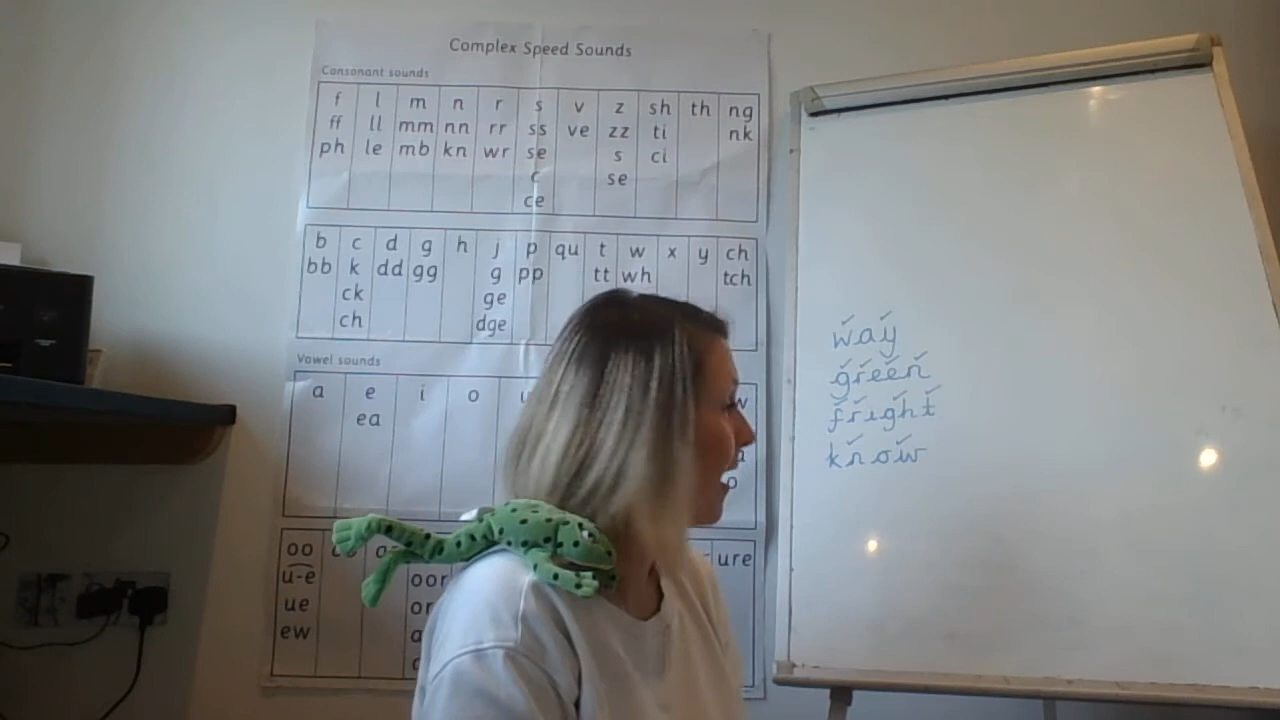 Complex Speed Sounds
Consonant sounds
f l m n r s v z sh th ng
ff ll mm nn rr ss ve zz ti nk
ph le mb kn wr se s ci
c se
ce
b c d g h j p qu t w x y ch
bb k dd gg g pp tt wh tch
ck ge
ch dge
Vowel sounds
a e i o
ea
oo
u-e oor
ue or
ew
ure
way
green
fright
know